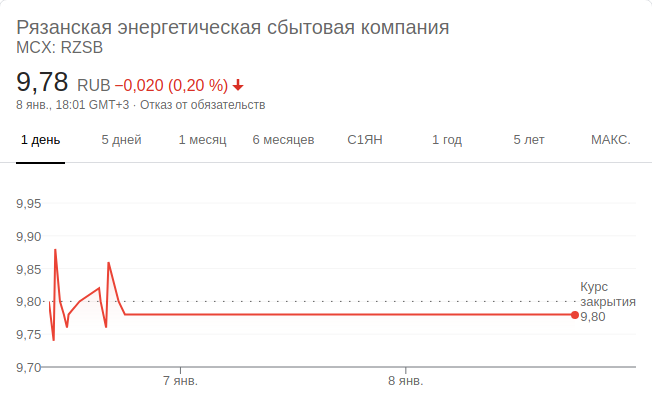 Рязанская энергетическая сбытовая компания
MCX: RZSB
9,78 RUB −0,020 (0,20 %)
8 янв., 18:01 GMT+3 · Отказ от обязательств
1 день 5 дней 1 месяц 6 месяцев С1ЯН 1 год 5 лет МАКС.
9,95
9,90
9,85
9,80
9,75
9,70
Курс
закрытия
9,80
7 янв. 8 янв.